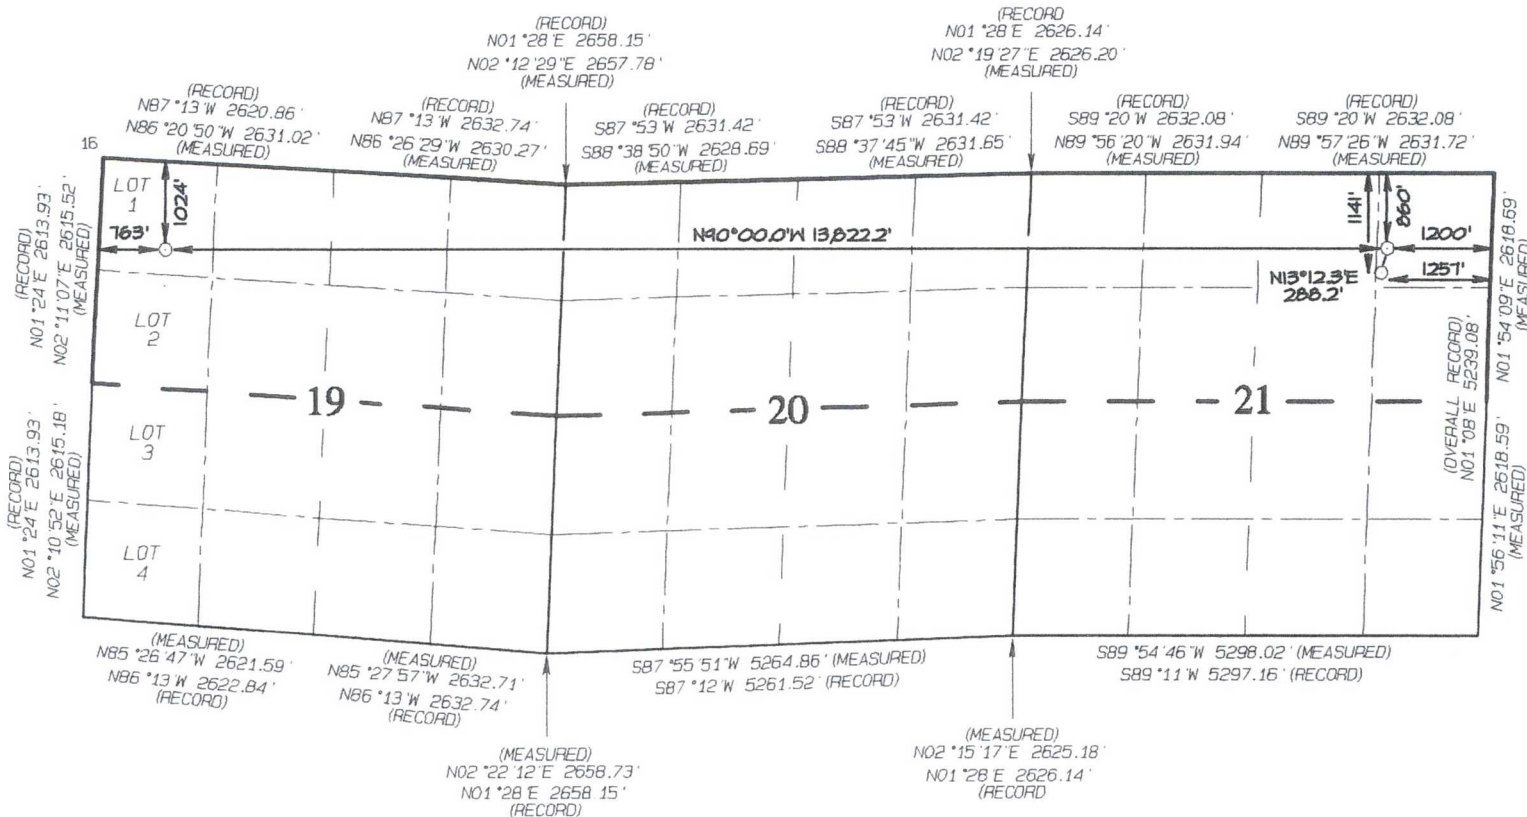 (RECORD)
N01°28'E 2658.15'
N02°12'29"E 2657.78'
(MEASURED)
(RECORD
N01°28'E 2626.14'
N02°19'27"E 2626.20'
(MEASURED)
(RECORD)
N87°13'W 2620.86'
N86°20'50"W 2631.02'
(MEASURED)
(RECORD)
N87°13'W 2632.74'
N86°26'29"W 2630.27'
(MEASURED)
(RECORD)
S87°53'W 2631.42'
S88°38'50"W 2628.69'
(MEASURED)
(RECORD)
S87°53'W 2631.42'
S88°37'45"W 2631.65'
(MEASURED)
(RECORD)
S89°20'W 2632.08'
N89°56'20"W 2631.94'
(MEASURED)
(RECORD)
S89°20'W 2632.08'
N89°57'26"W 2631.72'
(MEASURED)
16
LOT
1
1024'
763'
N90°00.0'W 13,822.2'
1141'
860'
1200'
1257'
N13°12.3'E
288.2'
(RECORD)
N01°24'E 2613.93'
N02°11'07"E 2615.52'
(MEASURED)
N01°54'09"E 2618.69'
(MEASURED)
LOT
2
19
20
21
(OVERALL RECORD)
N01°08'E 5239.08'
(RECORD)
N01°24'E 2613.93'
N02°10'52"E 2615.18'
(MEASURED)
LOT
3
LOT
4
N01°56'11"E 2618.59'
(MEASURED)
(MEASURED)
N85°26'47"W 2621.59'
N86°13'W 2622.84'
(RECORD)
(MEASURED)
N85°27'57"W 2632.71'
N86°13'W 2632.74'
(RECORD)
S87°55'51"W 5264.86' (MEASURED)
S87°12'W 5261.52' (RECORD)
S89°54'46"W 5298.02' (MEASURED)
S89°11'W 5297.16' (RECORD)
(MEASURED)
N02°22'12"E 2658.73'
N01°28'E 2658.15'
(RECORD)
(MEASURED)
N02°15'17"E 2625.18'
N01°28'E 2626.14'
(RECORD